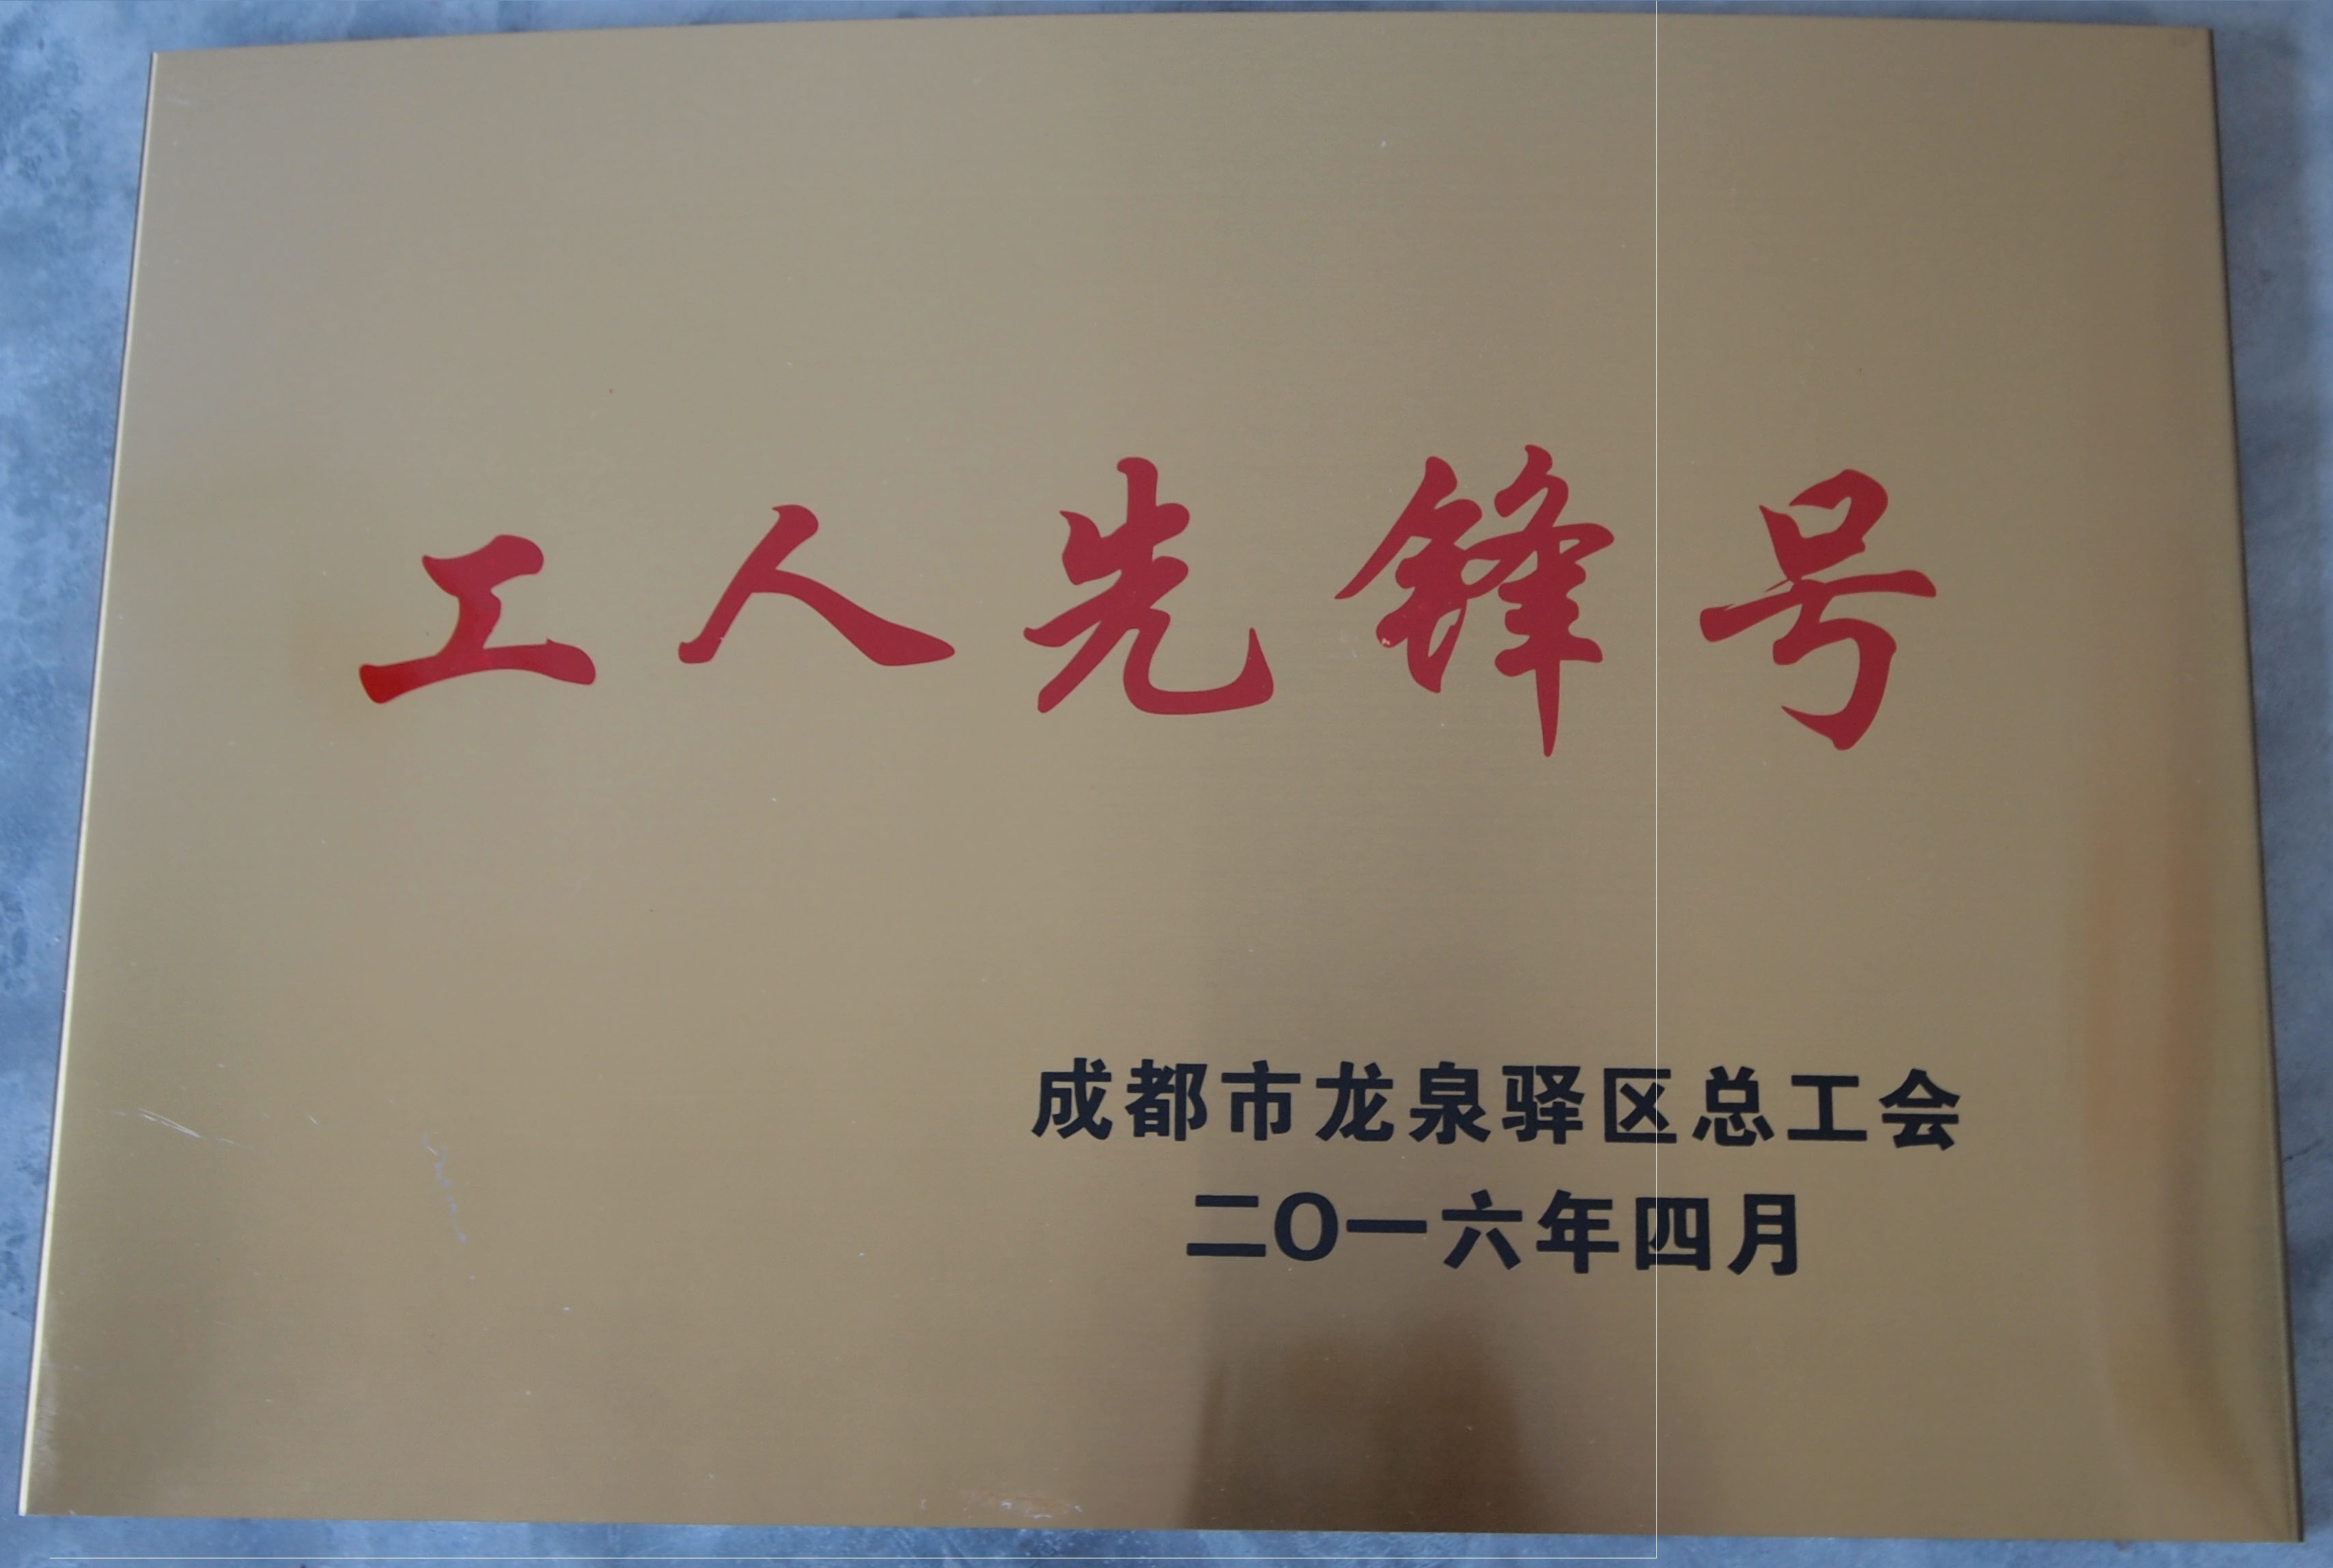 工人先锋号
成都市龙泉驿区总工会
二O一六年四月